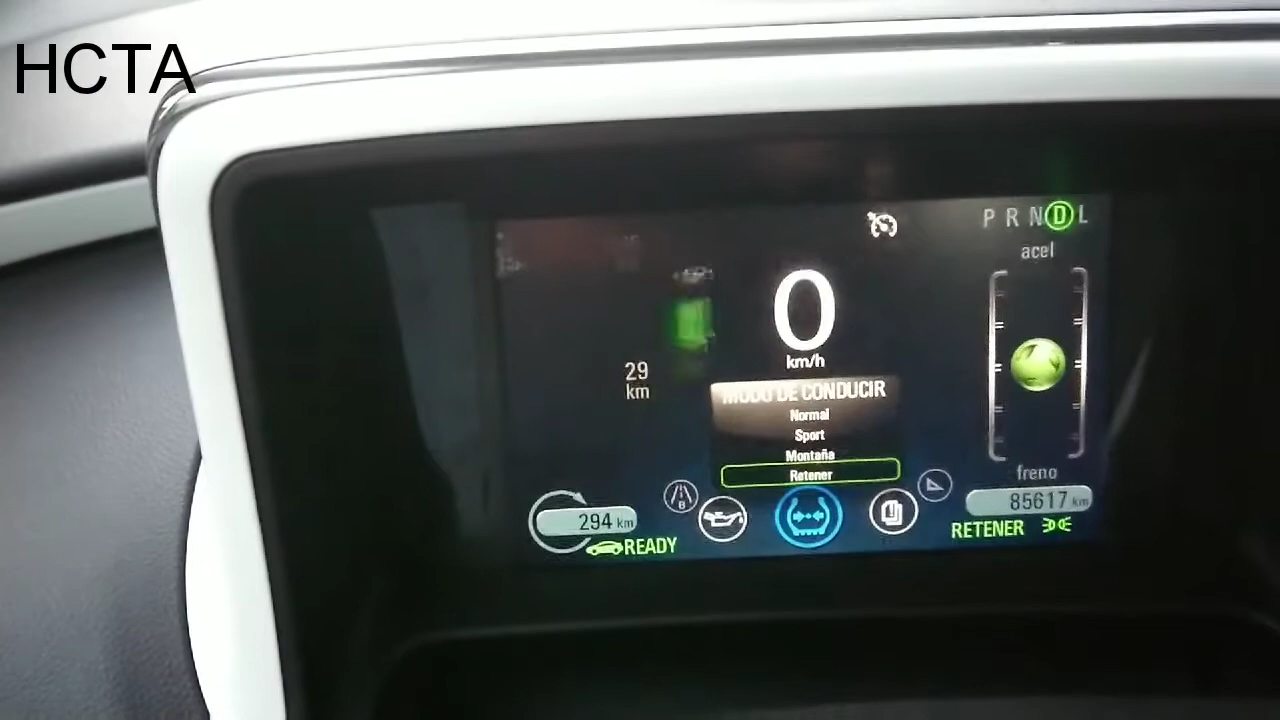 HCTA
P R N D L
acel
0
km/h
29
km
MODO DE CONDUCIR
Normal
Sport
Montaña
Retener
freno
B
294 km
85617 km
READY
RETENER